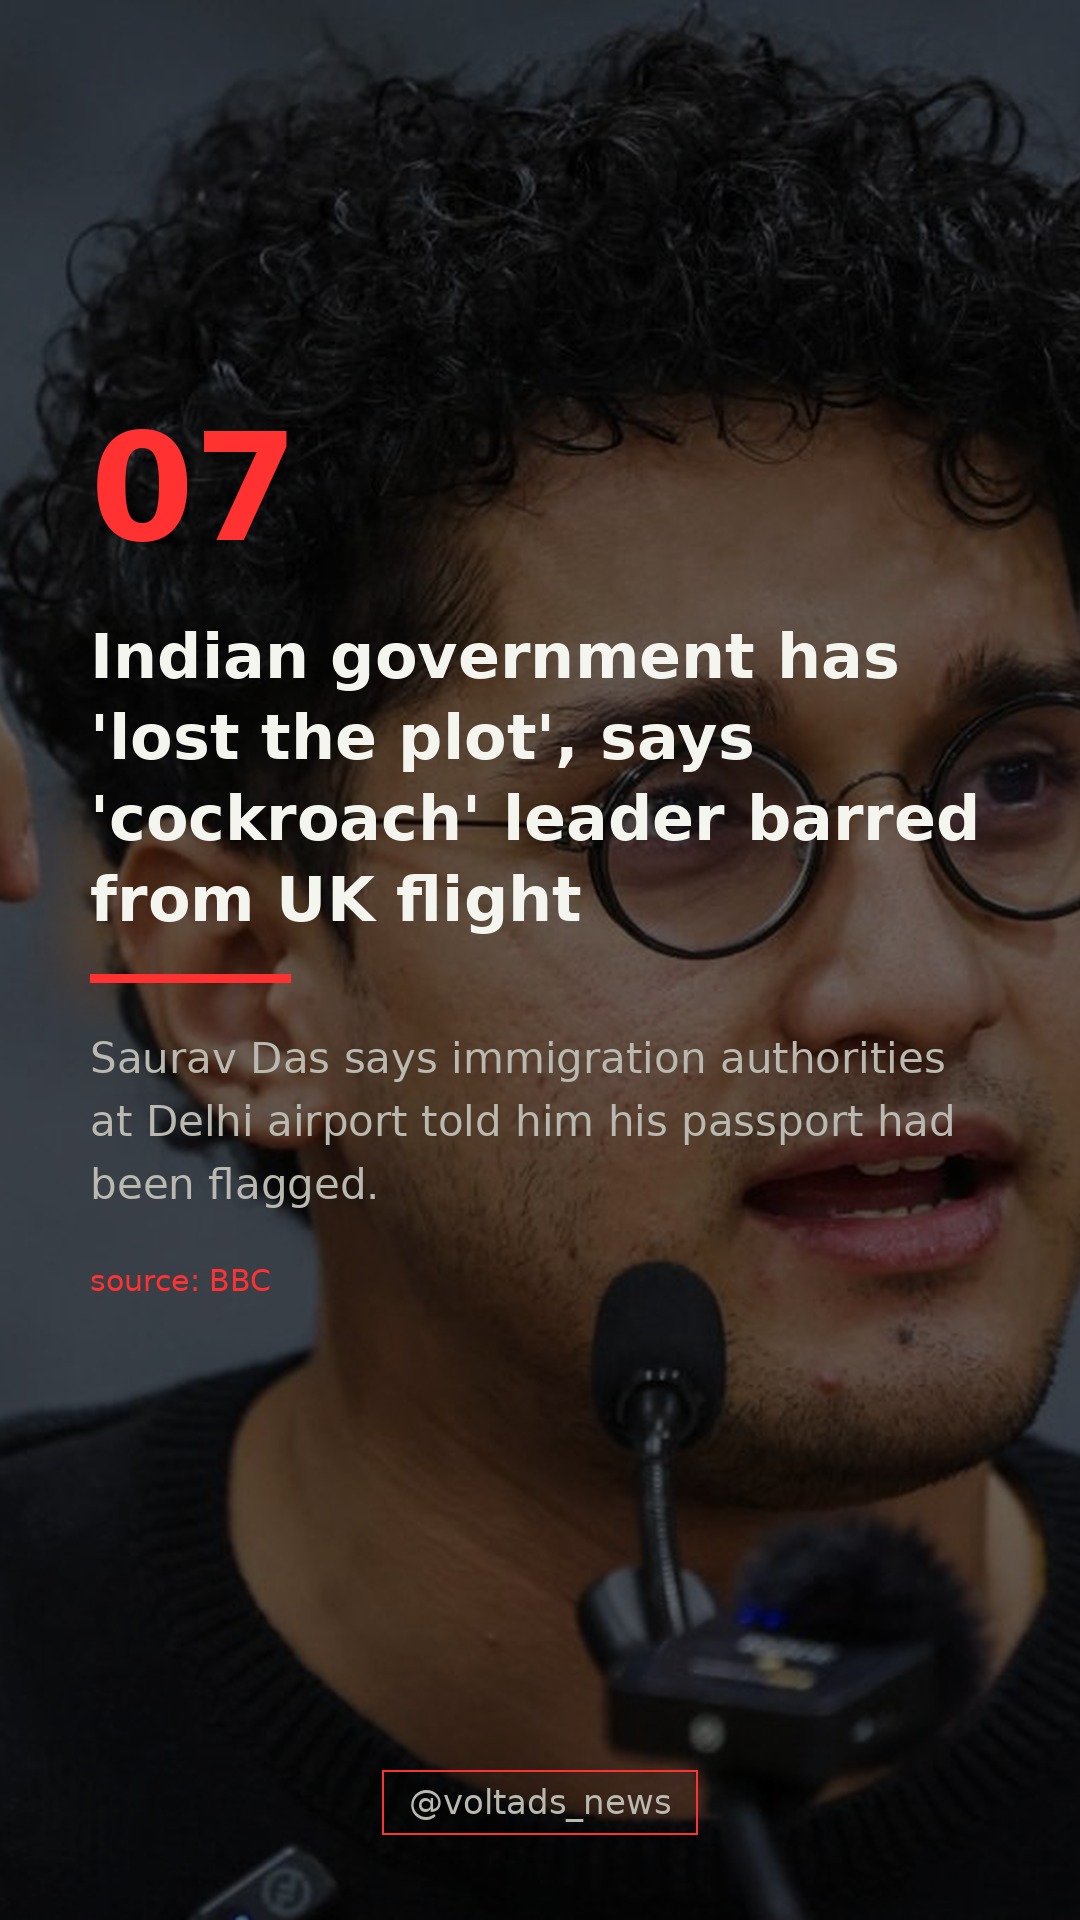 07
Indian government has
'lost the plot', says
'cockroach' leader barred
from UK flight
Saurav Das says immigration authorities
at Delhi airport told him his passport had
been flagged.
source: BBC
@voltads_news